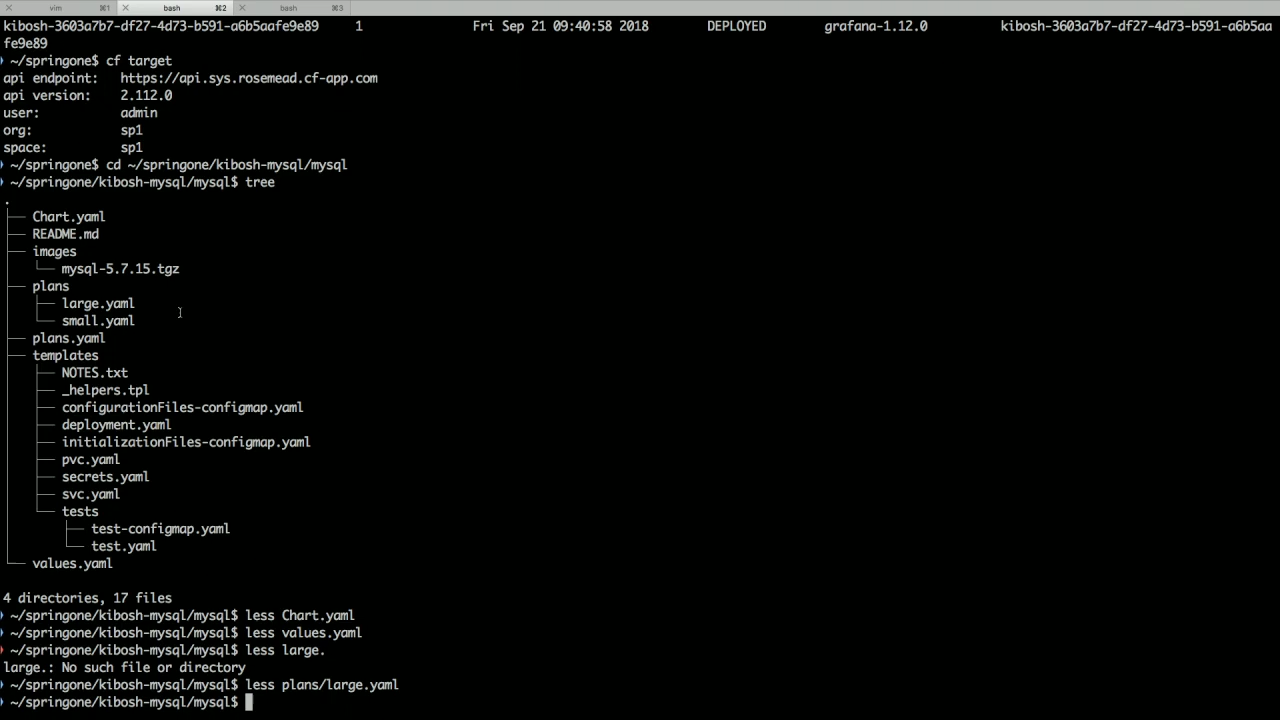 vim ⌘1 bash ⌘2 bash ⌘3
kibosh-3603a7b7-df27-4d73-b591-a6b5aafe9e89 1 Fri Sep 21 09:40:58 2018 DEPLOYED grafana-1.12.0 kibosh-3603a7b7-df27-4d73-b591-a6b5aa
fe9e89
~/springone$ cf target
api endpoint: https://api.sys.rosemead.cf-app.com
api version: 2.112.0
user: admin
org: sp1
space: sp1
~/springone$ cd ~/springone/kibosh-mysql/mysql
~/springone/kibosh-mysql/mysql$ tree
.
├── Chart.yaml
├── README.md
├── images
│   └── mysql-5.7.15.tgz
├── plans
│   ├── large.yaml
│   └── small.yaml
├── plans.yaml
├── templates
│   ├── NOTES.txt
│   ├── _helpers.tpl
│   ├── configurationFiles-configmap.yaml
│   ├── deployment.yaml
│   ├── initializationFiles-configmap.yaml
│   ├── pvc.yaml
│   ├── secrets.yaml
│   ├── svc.yaml
│   └── tests
│       ├── test-configmap.yaml
│       └── test.yaml
└── values.yaml
4 directories, 17 files
~/springone/kibosh-mysql/mysql$ less Chart.yaml
~/springone/kibosh-mysql/mysql$ less values.yaml
~/springone/kibosh-mysql/mysql$ less large.
large.: No such file or directory
~/springone/kibosh-mysql/mysql$ less plans/large.yaml
~/springone/kibosh-mysql/mysql$